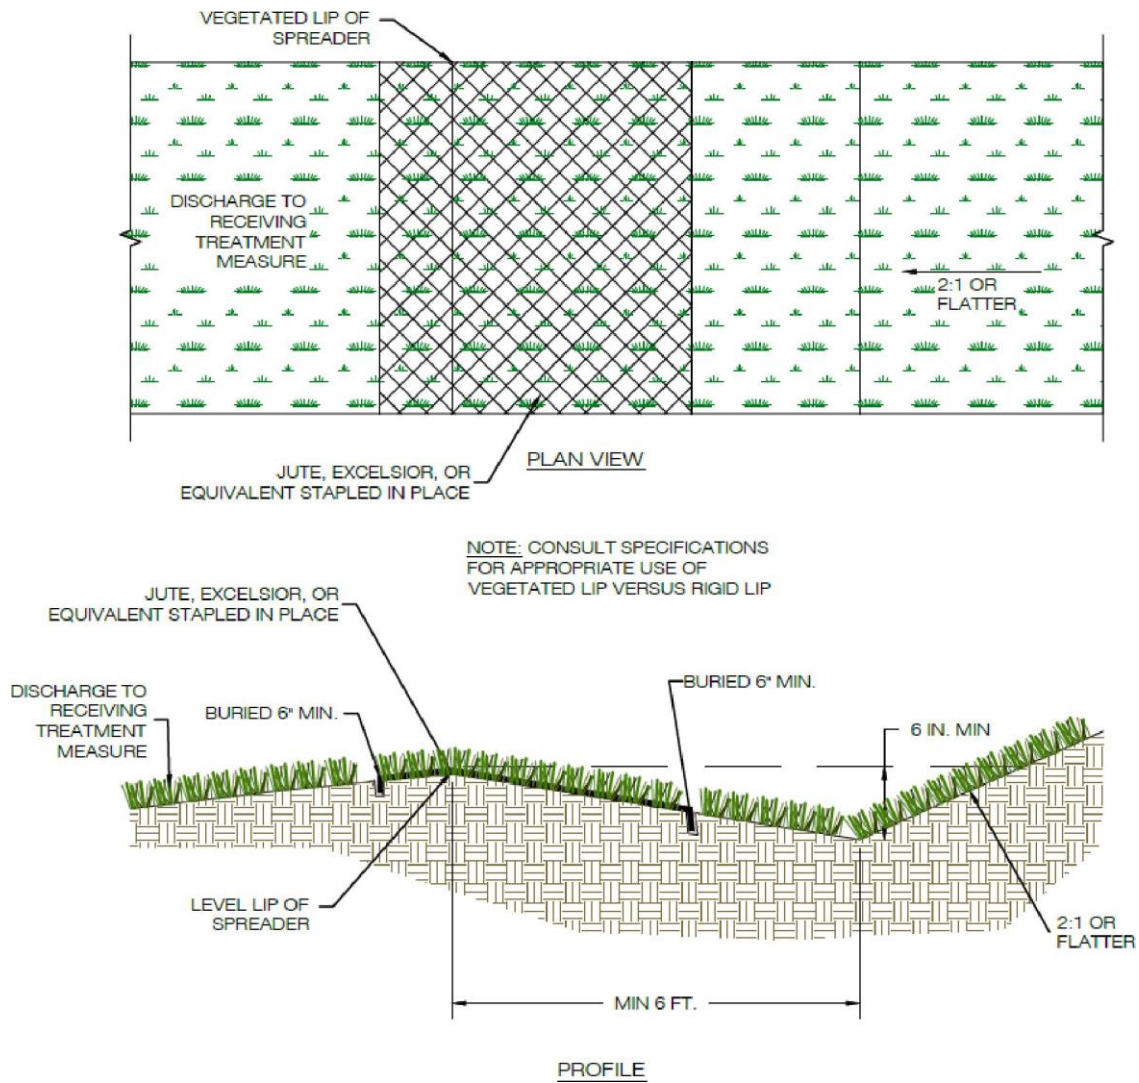 VEGETATED LIP OF
SPREADER
DISCHARGE TO
RECEIVING
TREATMENT
MEASURE
2:1 OR
FLATTER
PLAN VIEW
JUTE, EXCELSIOR, OR
EQUIVALENT STAPLED IN PLACE
NOTE: CONSULT SPECIFICATIONS
FOR APPROPRIATE USE OF
VEGETATED LIP VERSUS RIGID LIP
JUTE, EXCELSIOR, OR
EQUIVALENT STAPLED IN PLACE
DISCHARGE TO
RECEIVING
TREATMENT
MEASURE
BURIED 6" MIN.
BURIED 6" MIN.
6 IN. MIN
LEVEL LIP OF
SPREADER
2:1 OR
FLATTER
MIN 6 FT.
PROFILE